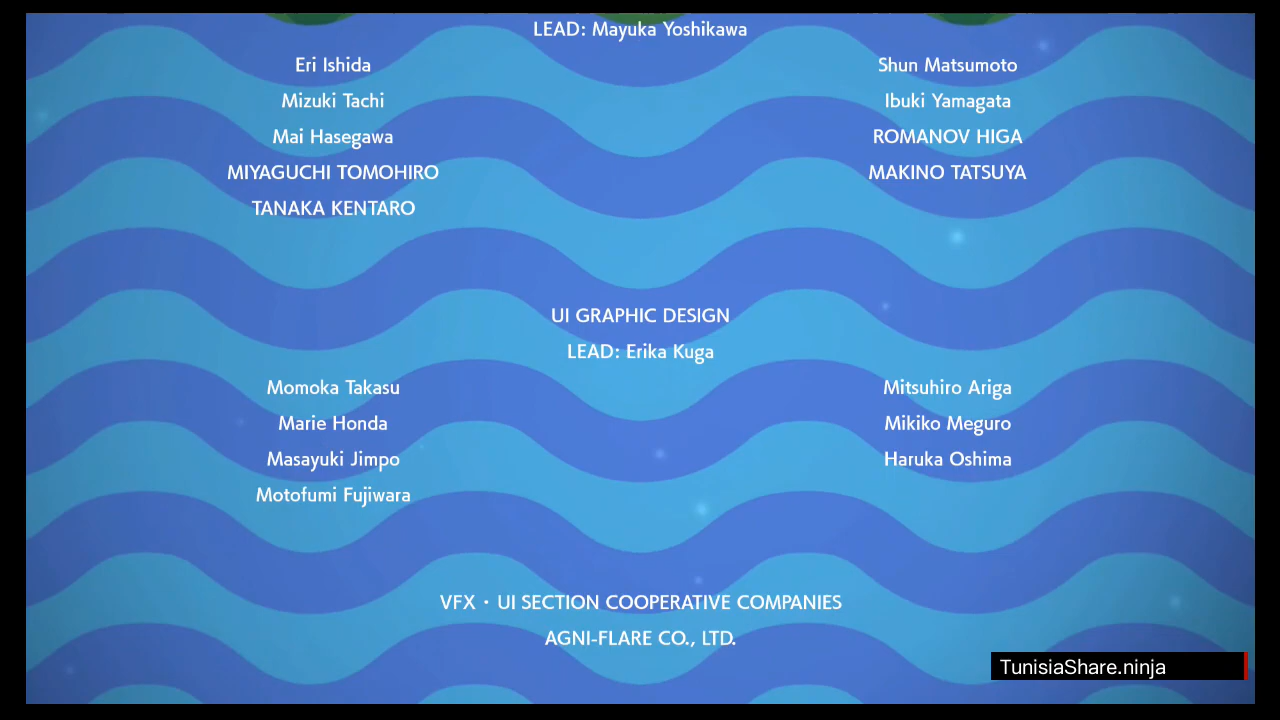 LEAD: Mayuka Yoshikawa
Eri Ishida
Shun Matsumoto
Mizuki Tachi
Ibuki Yamagata
Mai Hasegawa
ROMANOV HIGA
MIYAGUCHI TOMOHIRO
MAKINO TATSUYA
TANAKA KENTARO
UI GRAPHIC DESIGN
LEAD: Erika Kuga
Momoka Takasu
Mitsuhiro Ariga
Marie Honda
Mikiko Meguro
Masayuki Jimpo
Haruka Oshima
Motofumi Fujiwara
VFX・UI SECTION COOPERATIVE COMPANIES
AGNI-FLARE CO., LTD.
TunisiaShare.ninja